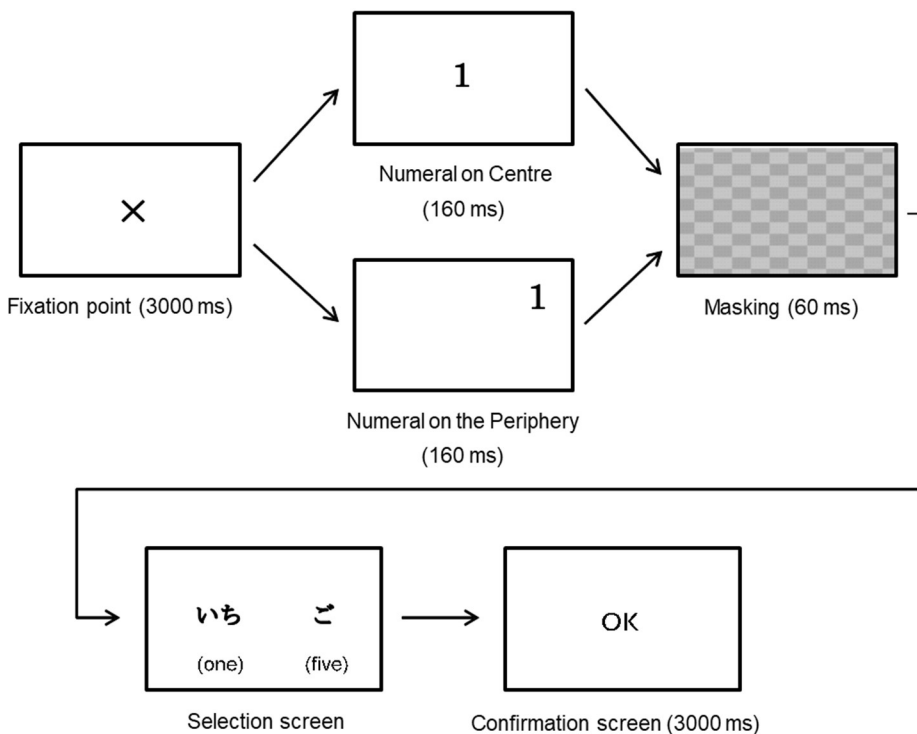 1
Numeral on Centre
(160 ms)
×
Fixation point (3000 ms)
Masking (60 ms)
1
Numeral on the Periphery
(160 ms)
いち ご
(one) (five)
Selection screen
OK
Confirmation screen (3000 ms)